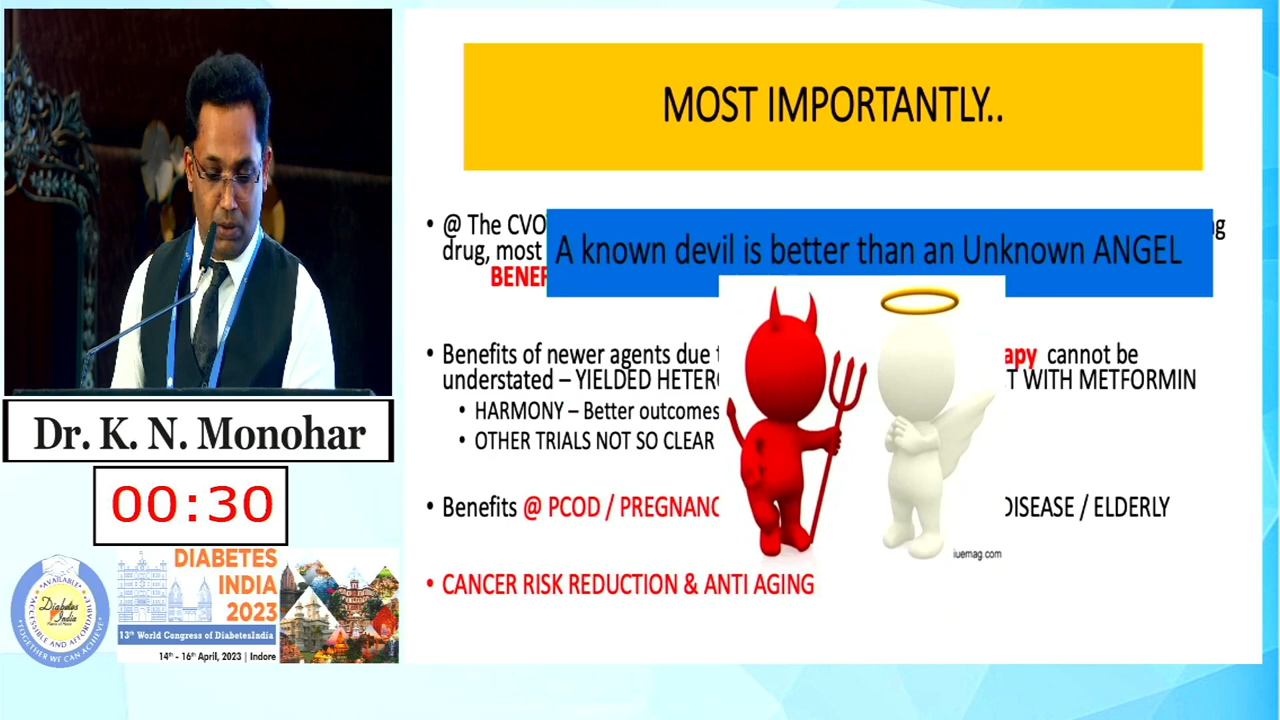 MOST IMPORTANTLY..
@ The CVO
drug, most
BENEF
A known devil is better than an Unknown ANGEL
Benefits of newer agents due apy cannot be
understated – YIELDED HETER T WITH METFORMIN
HARMONY – Better outcomes
OTHER TRIALS NOT SO CLEAR
Benefits @ PCOD / PREGNANC DISEASE / ELDERLY
iuemag.com
CANCER RISK REDUCTION & ANTI AGING
Dr. K. N. Monohar
00:30
AVAILABLE
ACCESSIBLE AND AFFORDABLE
Diabetes
India
TOGETHER WE CAN ACHIEVE
DIABETES
INDIA
2023
13th World Congress of DiabetesIndia
14th - 16th April, 2023 | Indore